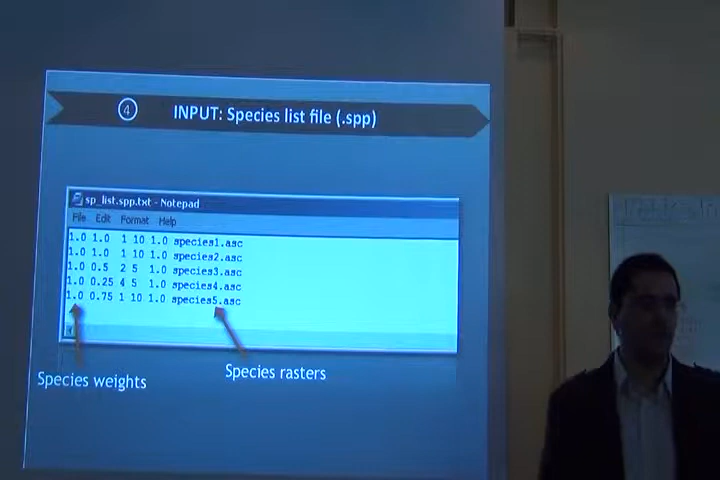 4 INPUT: Species list file (.spp)
sp_list.spp.txt - Notepad
File Edit Format Help
1.0 1.0 1 10 1.0 species1.asc
1.0 1.0 1 10 1.0 species2.asc
1.0 0.5 2 5 1.0 species3.asc
1.0 0.25 4 5 1.0 species4.asc
1.0 0.75 1 10 1.0 species5.asc
Species weights
Species rasters